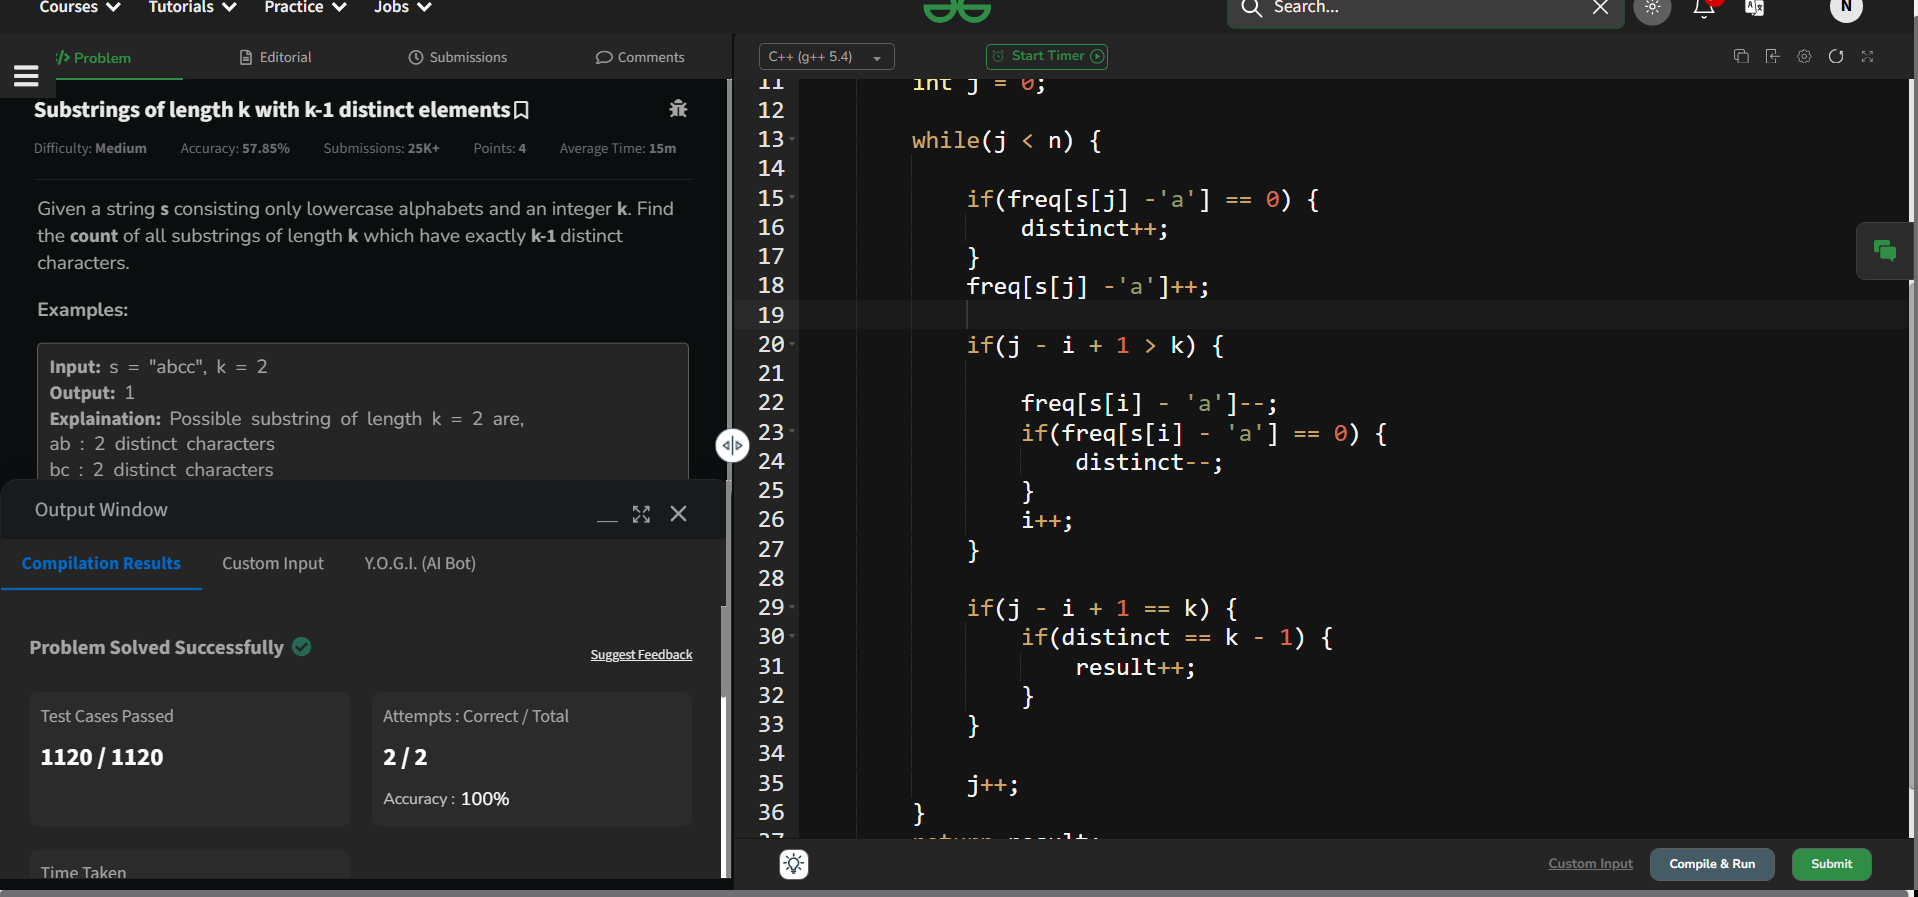 Courses Tutorials Practice Jobs Search... N
Problem Editorial Submissions Comments
Substrings of length k with k-1 distinct elements
Difficulty: Medium Accuracy: 57.85% Submissions: 25K+ Points: 4 Average Time: 15m
Given a string s consisting only lowercase alphabets and an integer k. Find
the count of all substrings of length k which have exactly k-1 distinct
characters.
Examples:
Input: s = "abcc", k = 2
Output: 1
Explaination: Possible substring of length k = 2 are,
ab : 2 distinct characters
bc : 2 distinct characters
Output Window
Compilation Results Custom Input Y.O.G.I. (AI Bot)
Problem Solved Successfully
Suggest Feedback
Test Cases Passed
1120 / 1120
Attempts : Correct / Total
2 / 2
Accuracy : 100%
Time Taken
C++ (g++ 5.4) Start Timer
11 int j = 0;
12
13 while(j < n) {
14
15 if(freq[s[j] -'a'] == 0) {
16 distinct++;
17 }
18 freq[s[j] -'a']++;
19
20 if(j - i + 1 > k) {
21
22 freq[s[i] - 'a']--;
23 if(freq[s[i] - 'a'] == 0) {
24 distinct--;
25 }
26 i++;
27 }
28
29 if(j - i + 1 == k) {
30 if(distinct == k - 1) {
31 result++;
32 }
33 }
34
35 j++;
36 }
37 return result;
Custom Input Compile & Run Submit